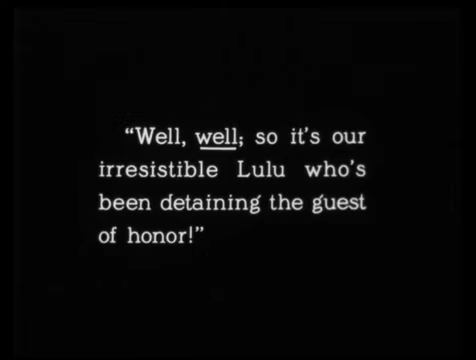 “Well, well; so it's our
irresistible Lulu who's
been detaining the guest
of honor!”